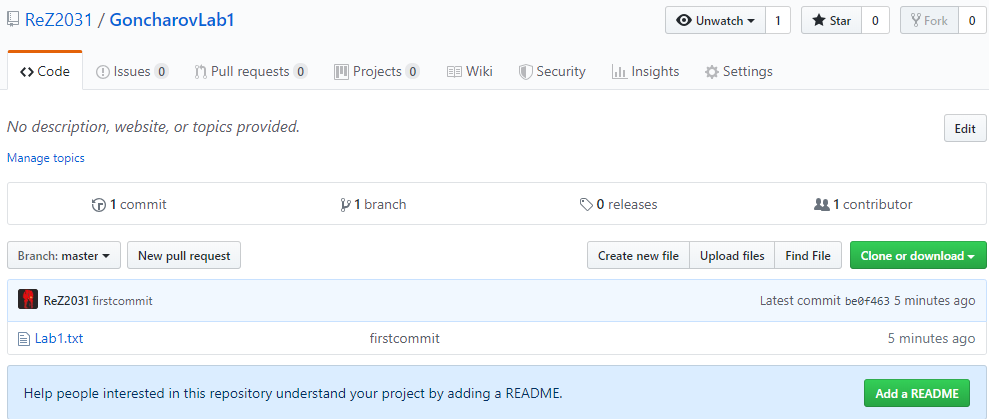 ReZ2031 / GoncharovLab1 Unwatch 1 Star 0 Fork 0
Code Issues 0 Pull requests 0 Projects 0 Wiki Security Insights Settings
No description, website, or topics provided. Edit
Manage topics
1 commit 1 branch 0 releases 1 contributor
Branch: master New pull request Create new file Upload files Find File Clone or download
ReZ2031 firstcommit Latest commit be0f463 5 minutes ago
Lab1.txt firstcommit 5 minutes ago
Help people interested in this repository understand your project by adding a README. Add a README